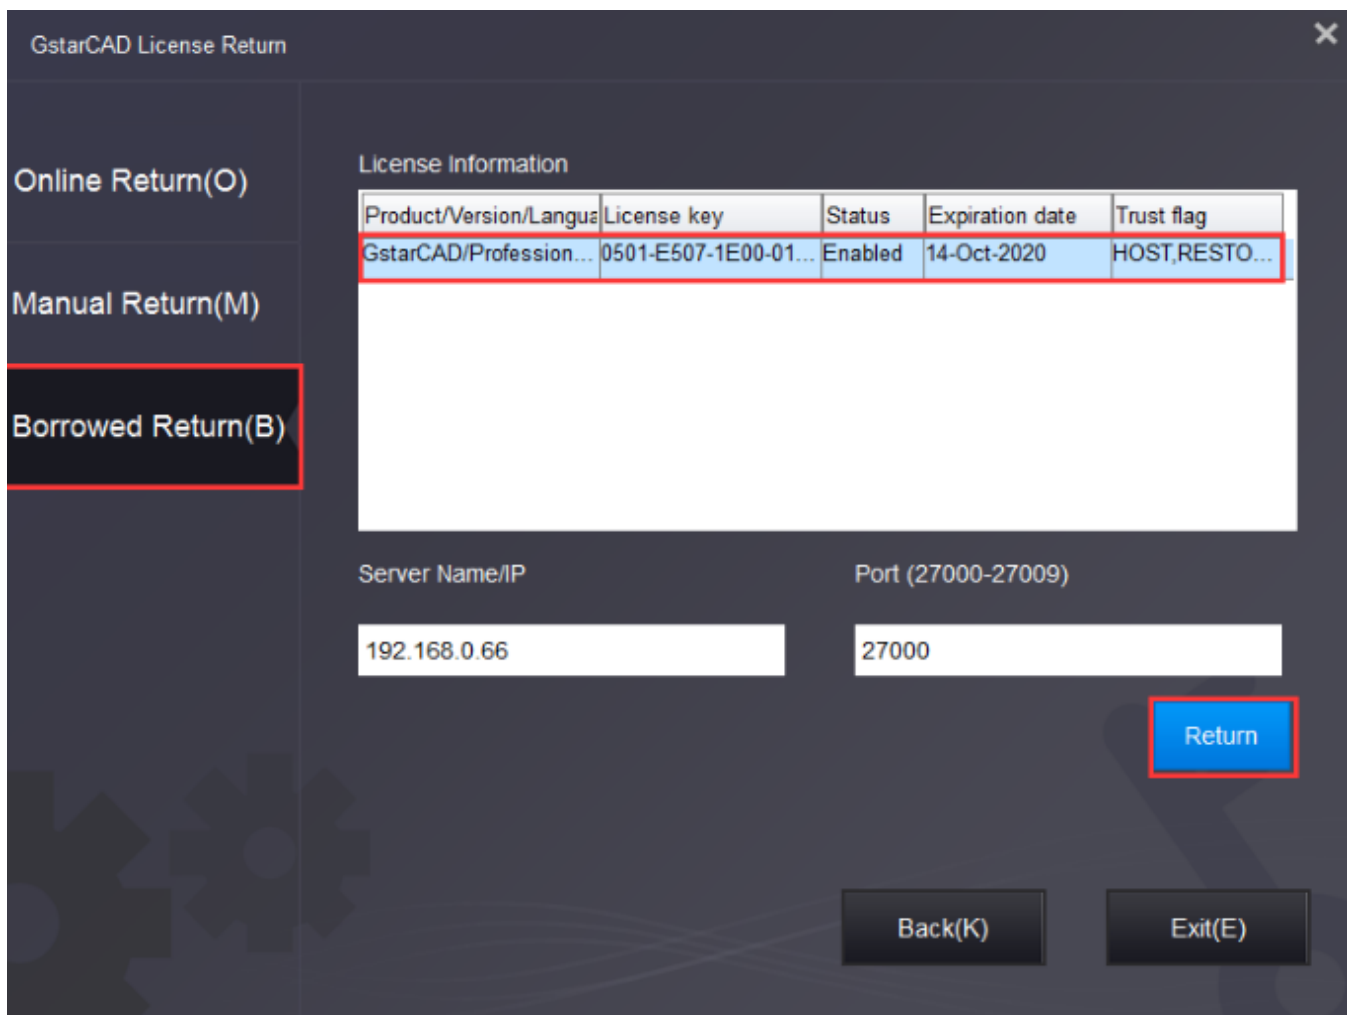 GstarCAD License Return
Online Return(O)
Manual Return(M)
Borrowed Return(B)
License Information
Product/Version/Langua License key Status Expiration date Trust flag
GstarCAD/Profession... 0501-E507-1E00-01... Enabled 14-Oct-2020 HOST,RESTO...
Server Name/IP Port (27000-27009)
192.168.0.66 27000
Return
Back(K) Exit(E)